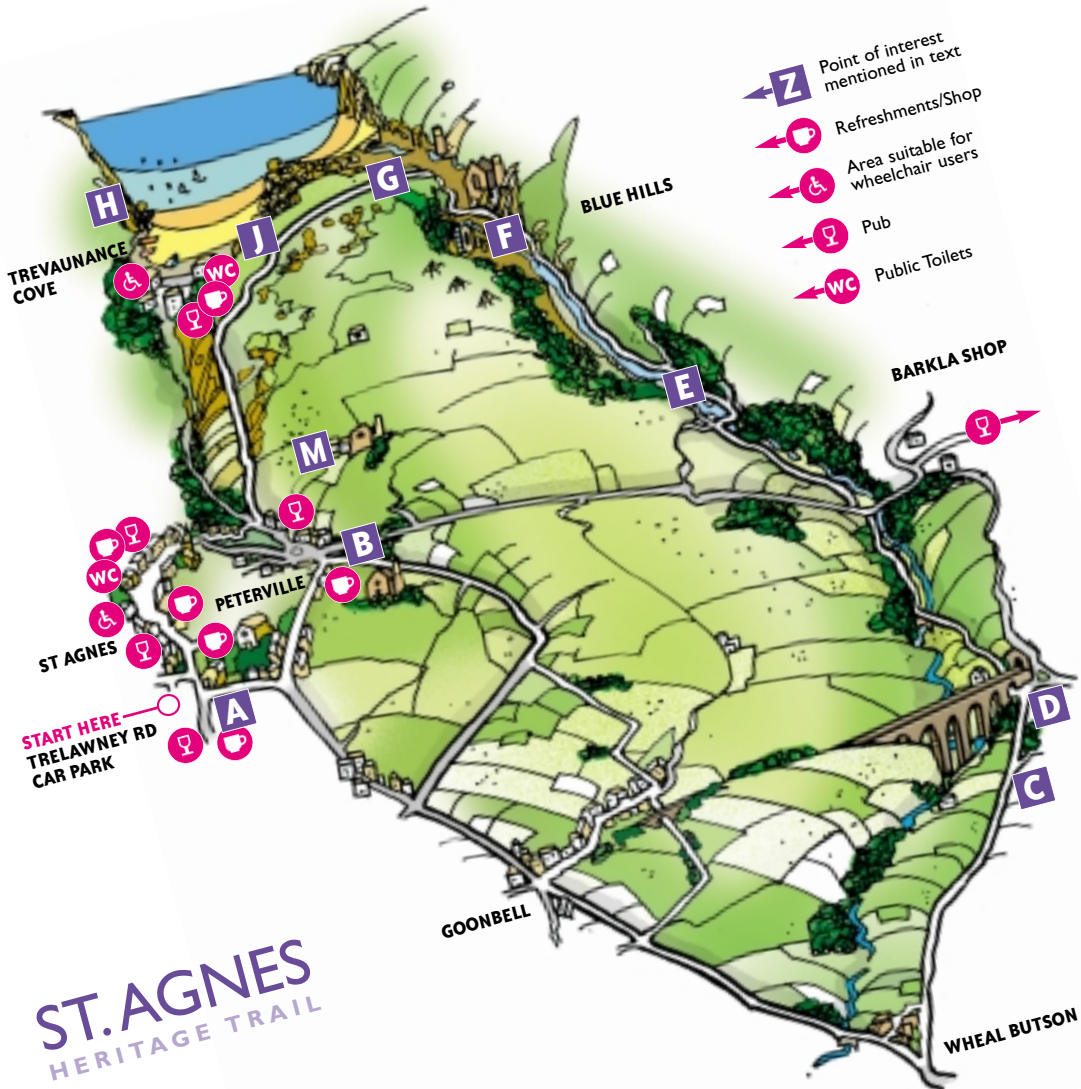 Z
Point of interest
mentioned in text
Refreshments/Shop
Area suitable for
wheelchair users
Pub
WC
Public Toilets
G
H
BLUE HILLS
F
J
TREVAUNANCE
COVE
WC
BARKLA SHOP
E
M
B
WC
PETERVILLE
ST AGNES
A
START HERE
TRELAWNEY RD
CAR PARK
D
C
GOONBELL
ST. AGNES
HERITAGE TRAIL
WHEAL BUTSON